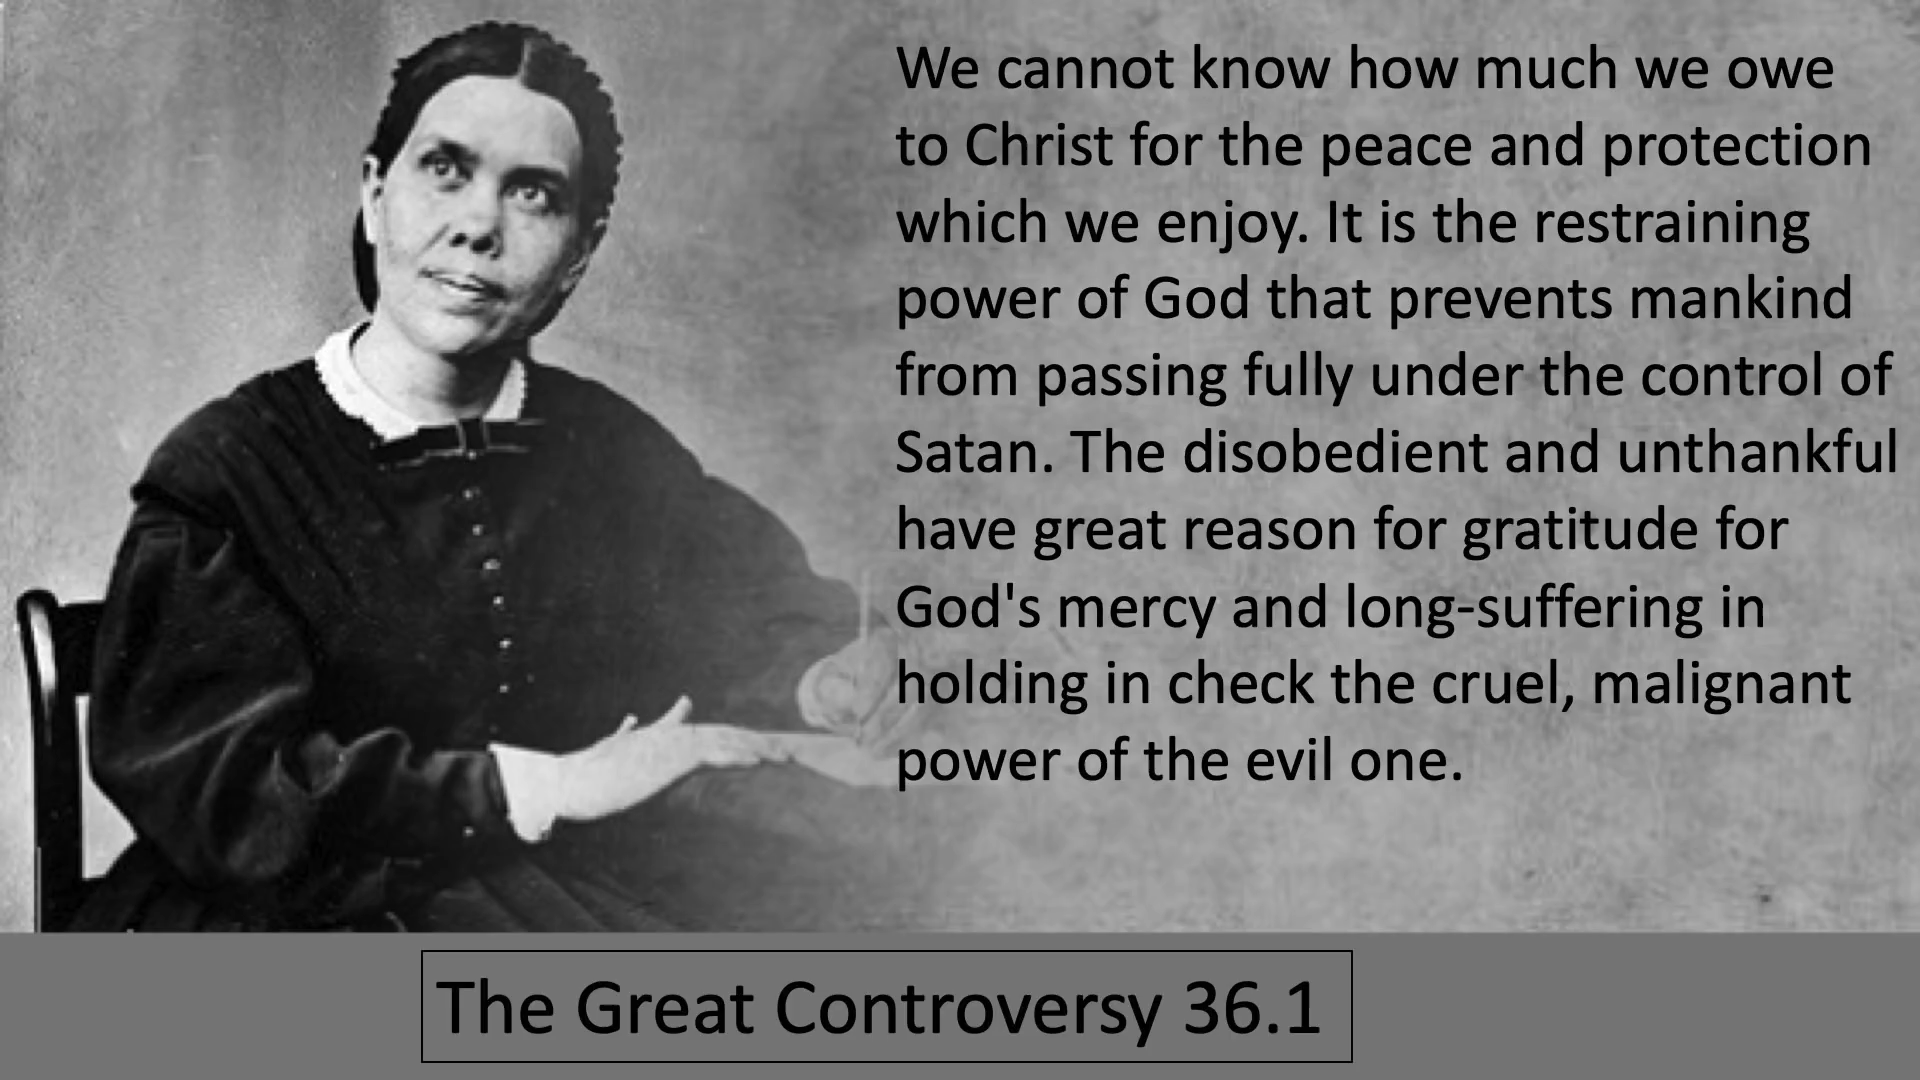 We cannot know how much we owe
to Christ for the peace and protection
which we enjoy. It is the restraining
power of God that prevents mankind
from passing fully under the control of
Satan. The disobedient and unthankful
have great reason for gratitude for
God's mercy and long-suffering in
holding in check the cruel, malignant
power of the evil one.
The Great Controversy 36.1